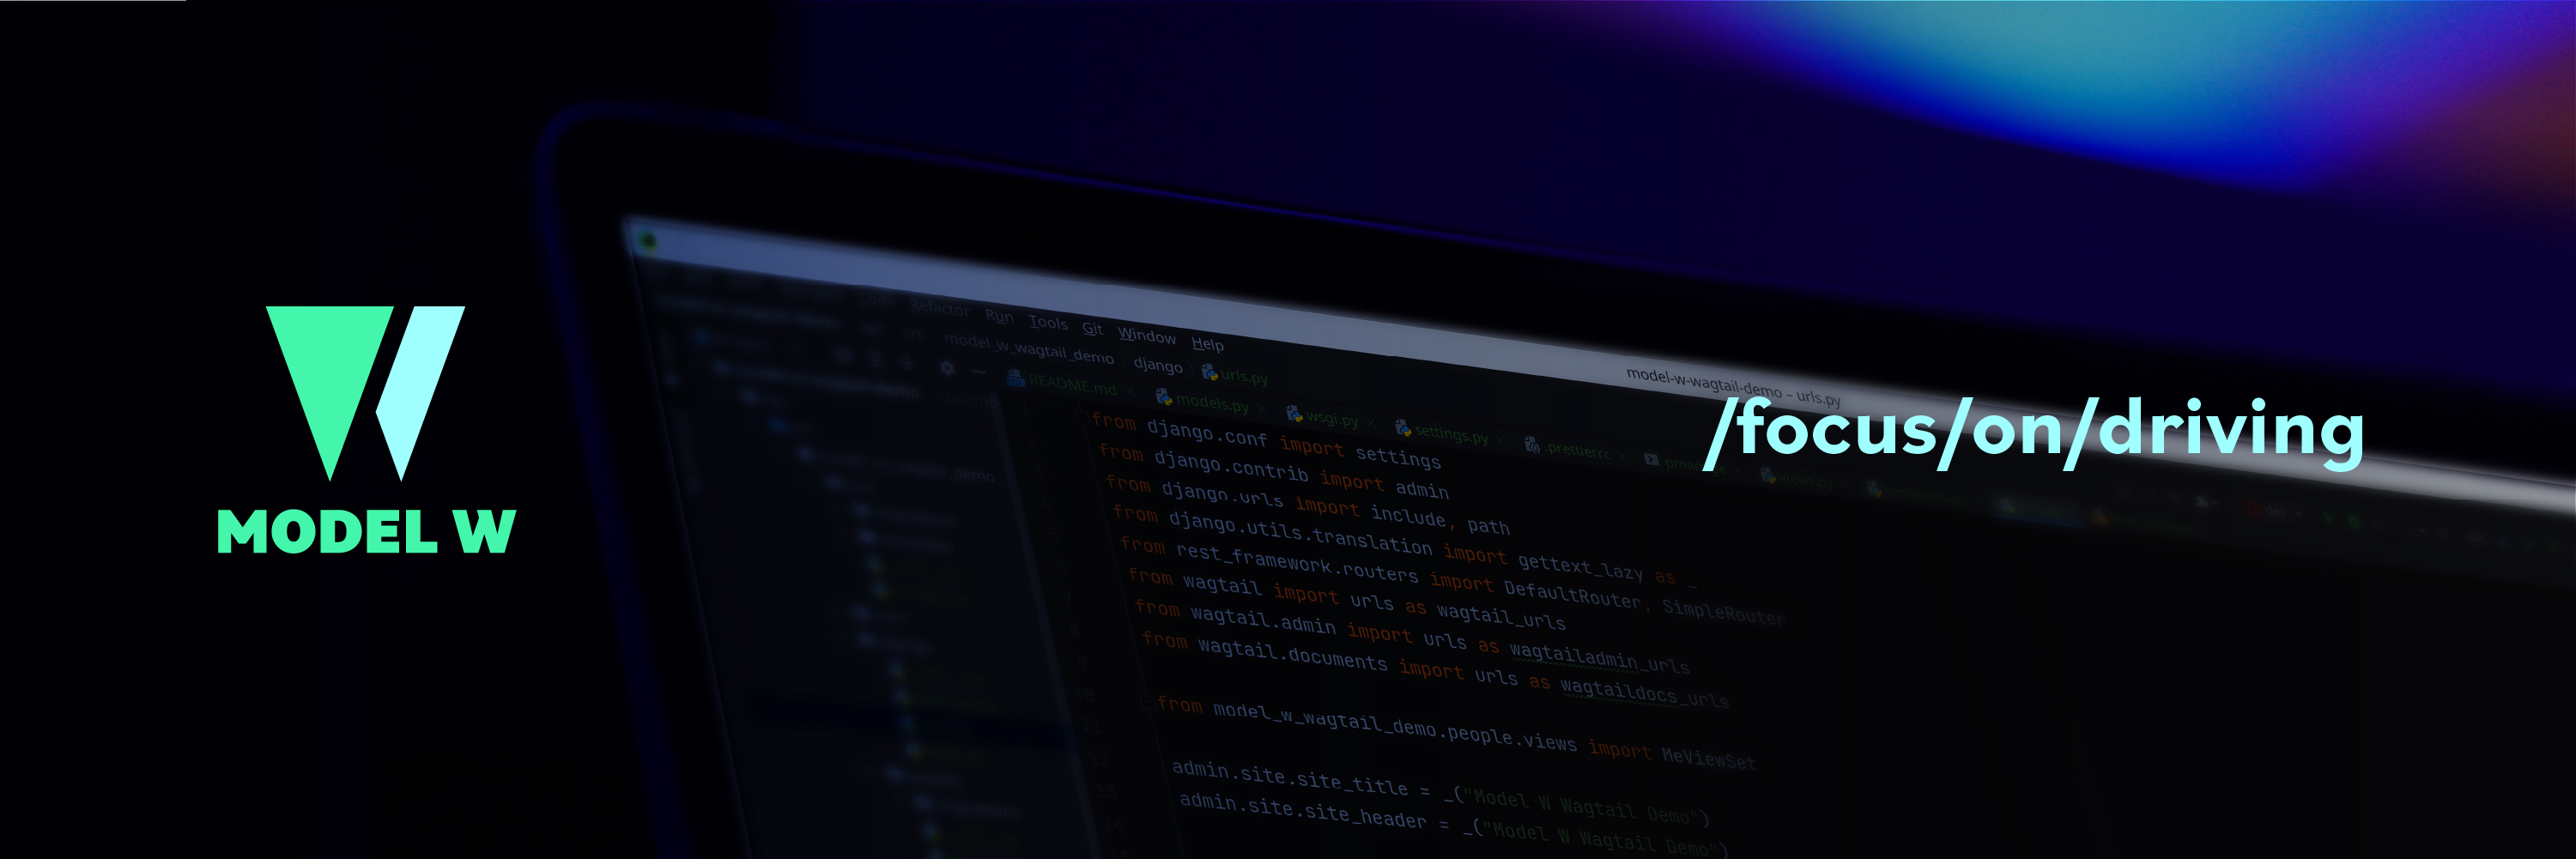 MODEL W
/focus/on/driving
model-w-wagtail-demo – urls.py
Refactor Run Tools Git Window Help
src model_w_wagtail_demo django urls.py
README.md models.py wsgi.py settings.py .prettierrc views.py dev
from django.conf import settings
from django.contrib import admin
from django.urls import include, path
from django.utils.translation import gettext_lazy as _
from rest_framework.routers import DefaultRouter, SimpleRouter
from wagtail import urls as wagtail_urls
from wagtail.admin import urls as wagtailadmin_urls
from wagtail.documents import urls as wagtaildocs_urls
from model_w_wagtail_demo.people.views import MeViewSet
admin.site.site_title = _("Model W Wagtail Demo")
admin.site.site_header = _("Model W Wagtail Demo")